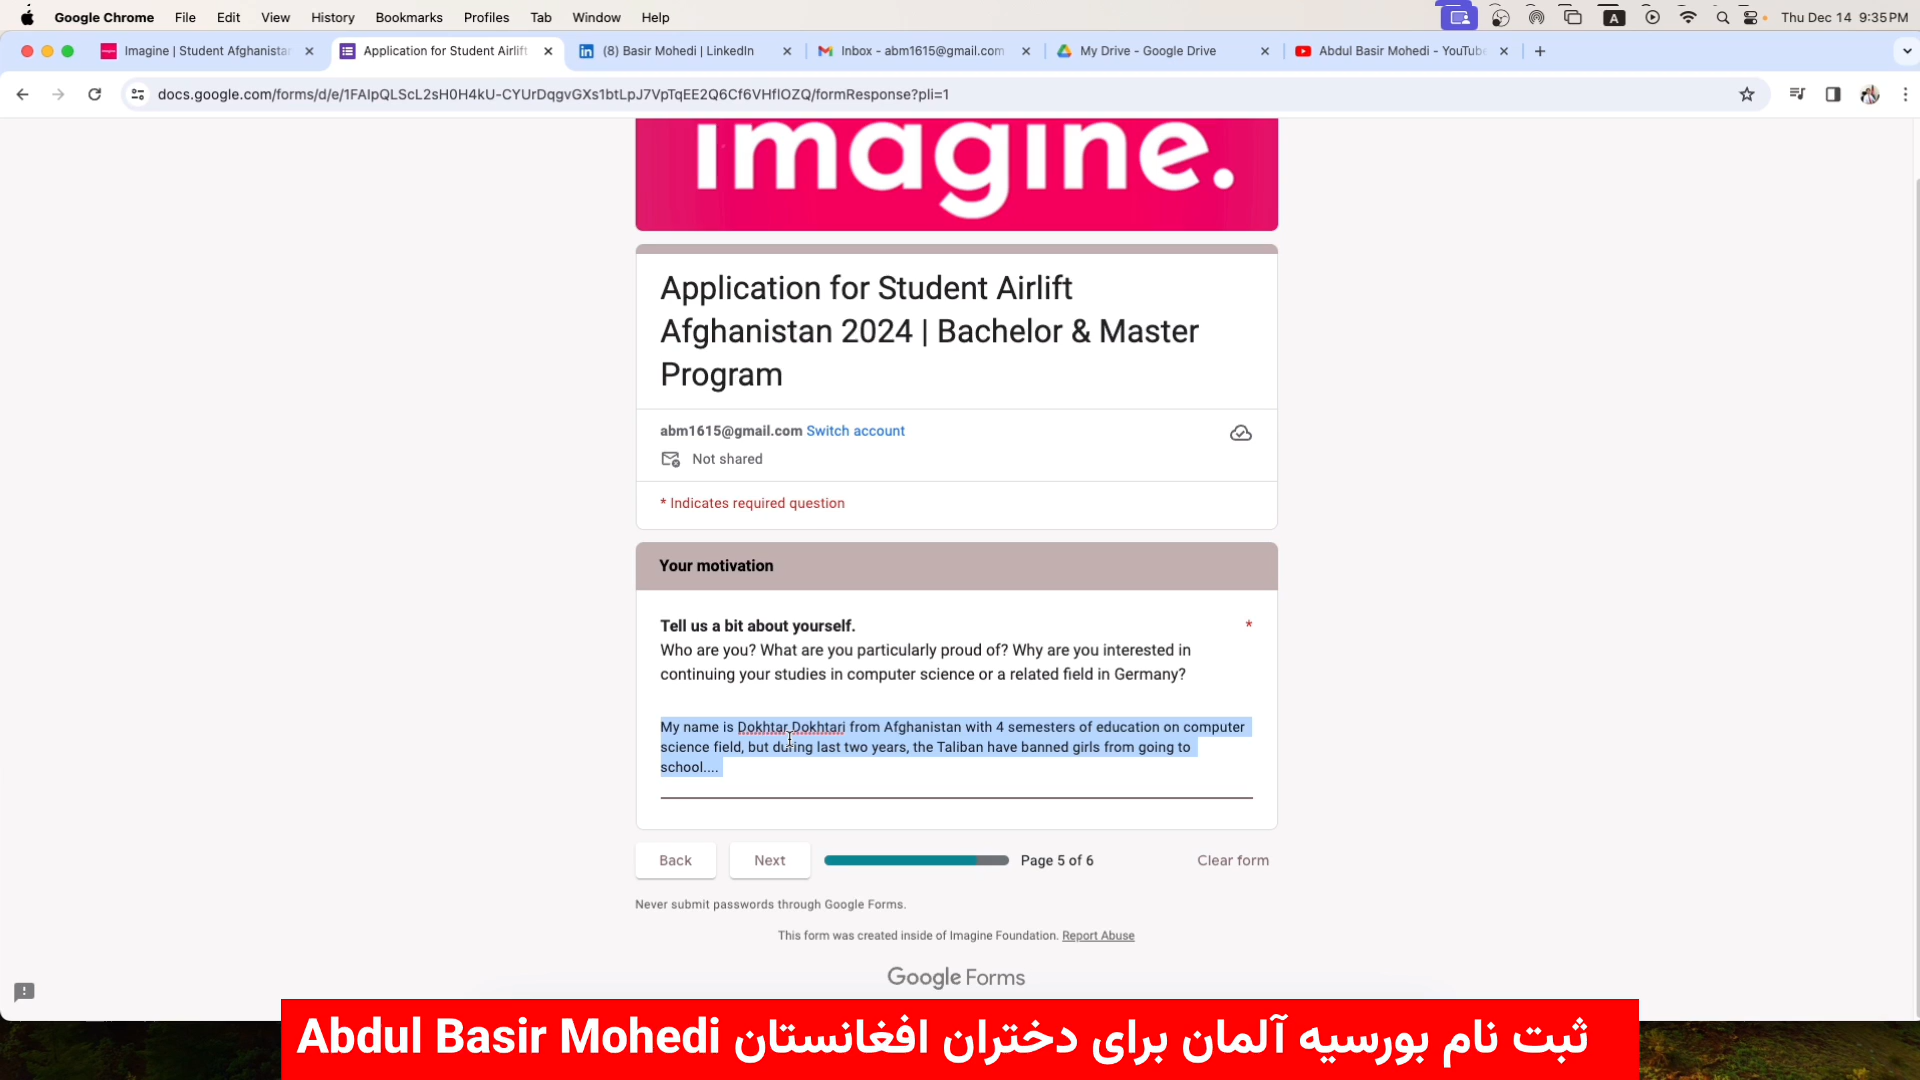 Google Chrome File Edit View History Bookmarks Profiles Tab Window Help A Thu Dec 14 9:35 PM
Imagine | Student Afghanistan Application for Student Airlift (8) Basir Mohedi | LinkedIn Inbox - abm1615@gmail.com My Drive - Google Drive Abdul Basir Mohedi - YouTube
docs.google.com/forms/d/e/1FAIpQLScL2sH0H4kU-CYUrDqgvGXs1btLpJ7VpTqEE2Q6Cf6VHflOZQ/formResponse?pli=1
imagine.
Application for Student Airlift
Afghanistan 2024 | Bachelor & Master
Program
abm1615@gmail.com Switch account
Not shared
* Indicates required question
Your motivation
Tell us a bit about yourself. *
Who are you? What are you particularly proud of? Why are you interested in
continuing your studies in computer science or a related field in Germany?
My name is Dokhtar Dokhtari from Afghanistan with 4 semesters of education on computer
science field, but during last two years, the Taliban have banned girls from going to
school....
Back Next Page 5 of 6 Clear form
Never submit passwords through Google Forms.
This form was created inside of Imagine Foundation. Report Abuse
Google Forms
ثبت نام بورسیه آلمان برای دختران افغانستان Abdul Basir Mohedi